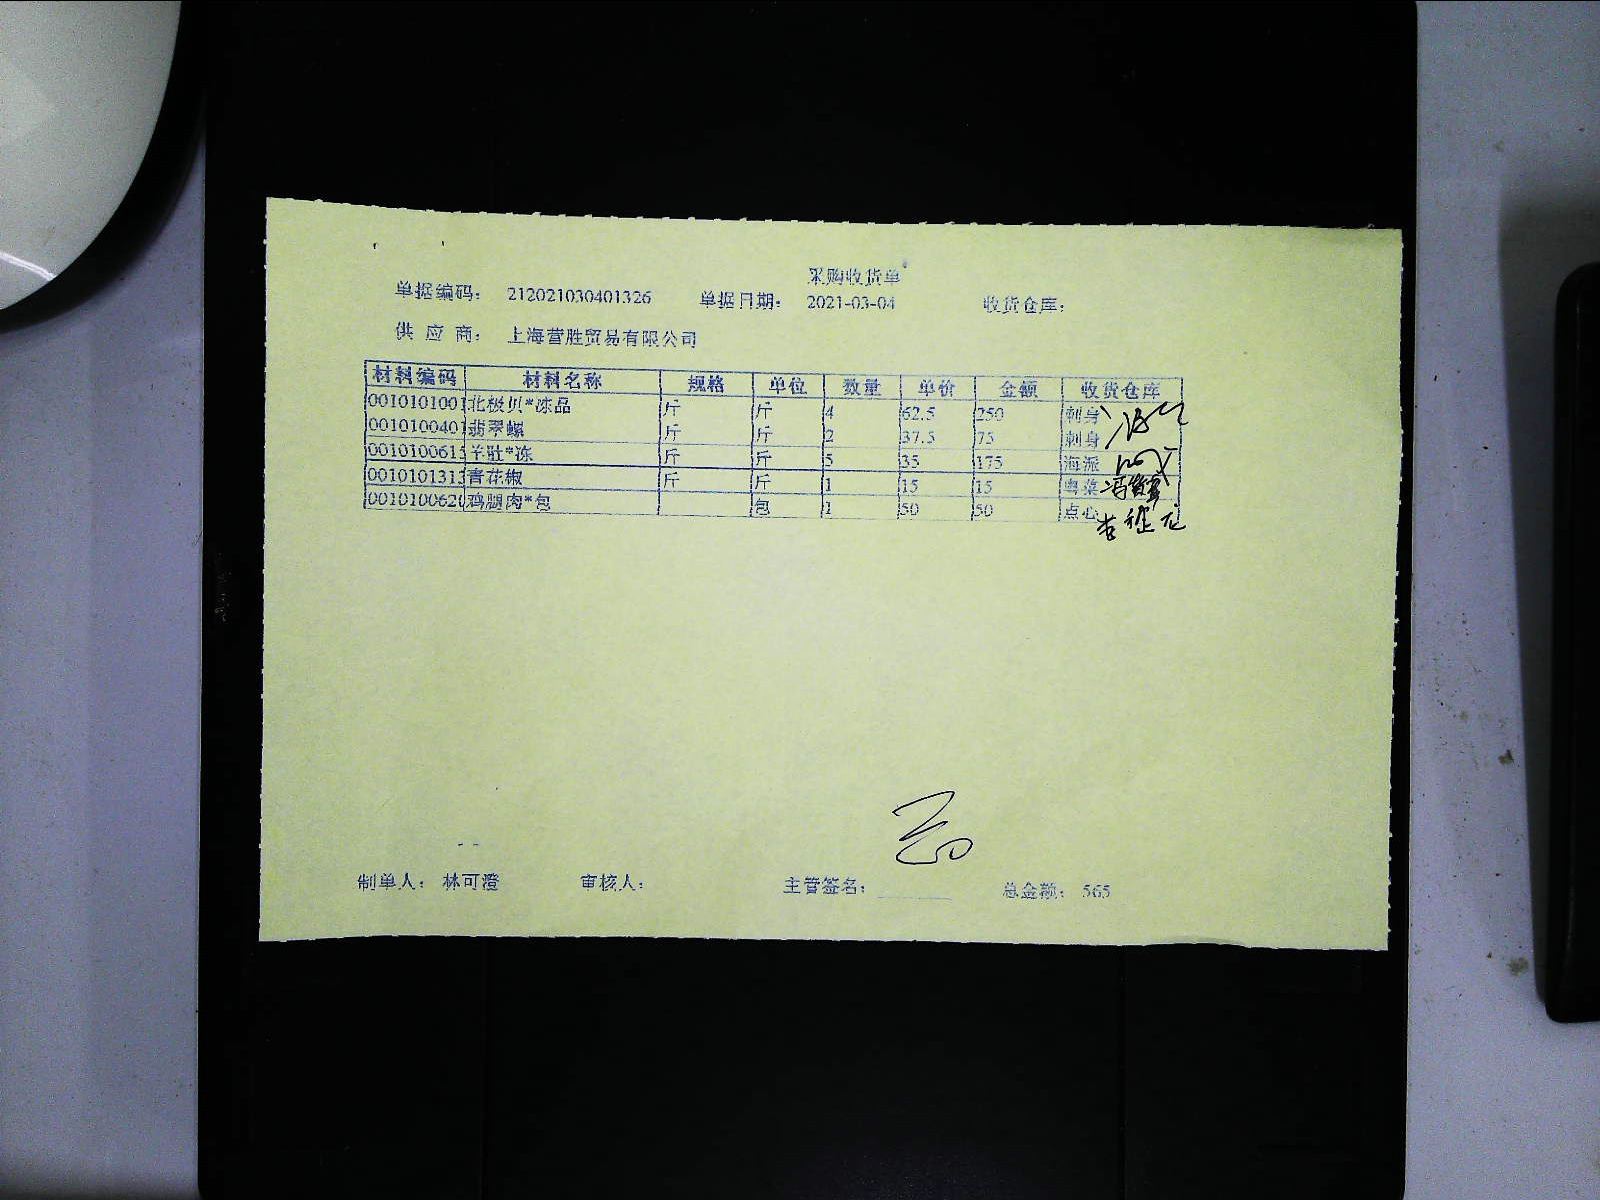 采购收货单
单据编码： 212021030401326 单据日期： 2021-03-04 收货仓库：
供 应 商： 上海营胜贸易有限公司
材料编码 材料名称 规格 单位 数量 单价 金额 收货仓库
0010101001 北极贝*冻品 斤 斤 4 62.5 250 刺身
0010100401 翡翠螺 斤 斤 2 37.5 75 刺身
001010061 羊肚*冻 斤 斤 5 35 175 海派
001010131 青花椒 斤 斤 1 15 15 粤菜
001010062 鸡腿肉*包 包 1 50 50 点心
制单人： 林可澄 审核人： 主管签名： 总金额： 565